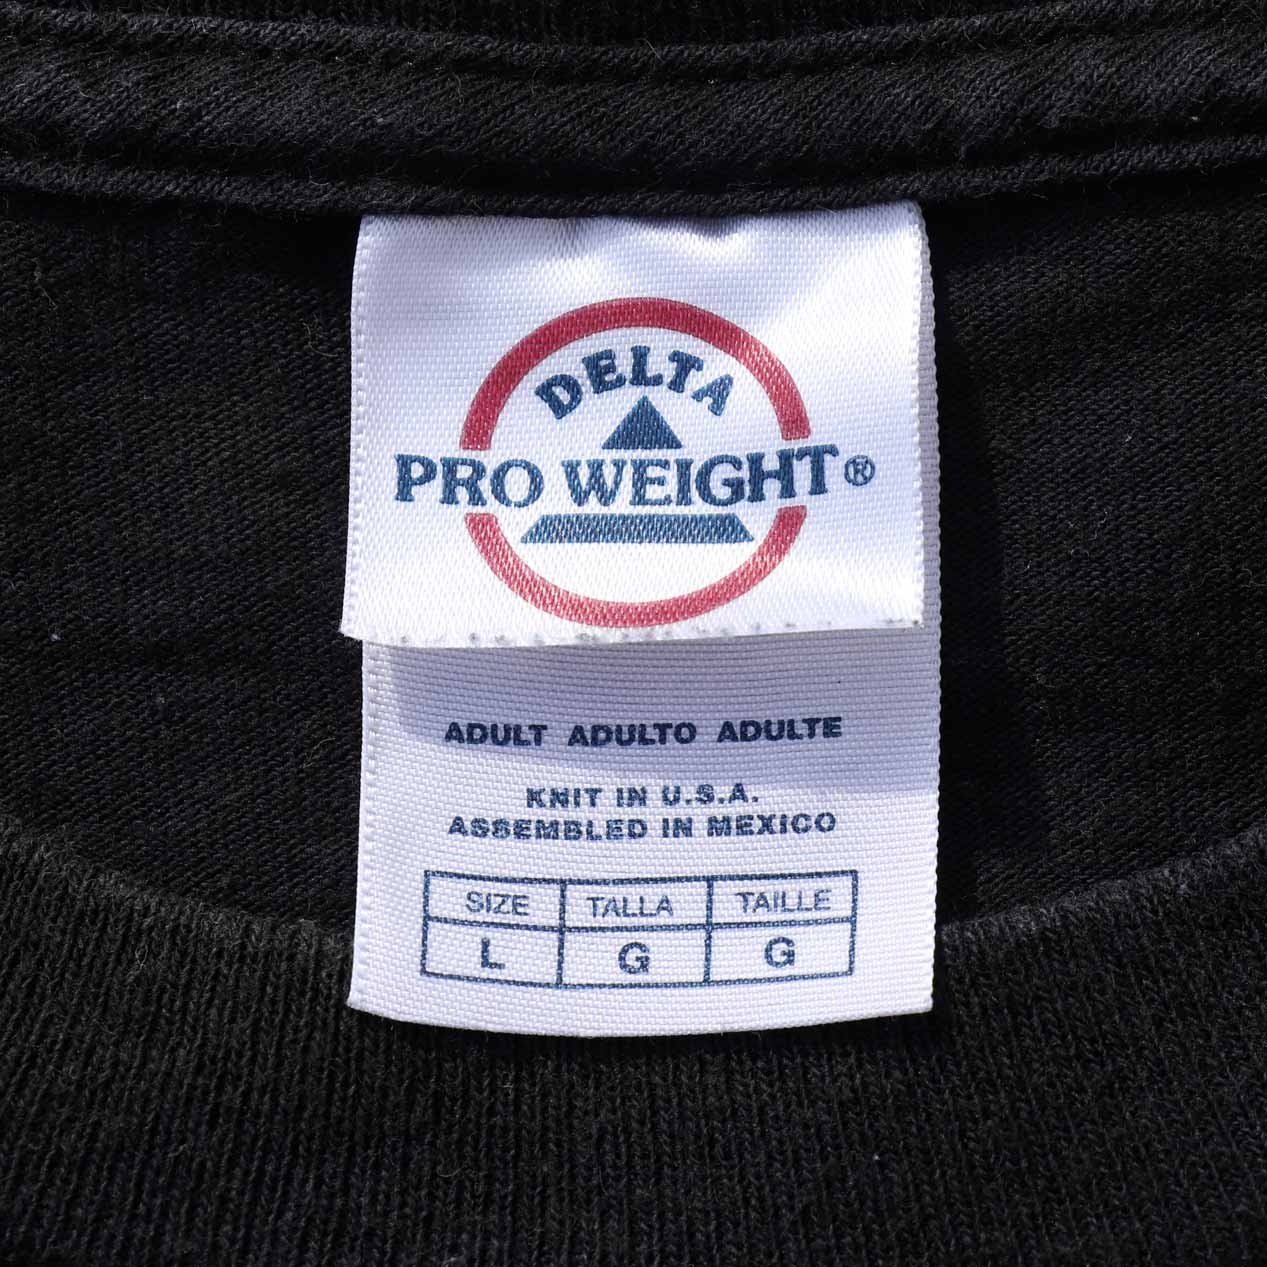 DELTA
PRO WEIGHT®
ADULT ADULTO ADULTE
KNIT IN U.S.A.
ASSEMBLED IN MEXICO
SIZE TALLA TAILLE
L G G